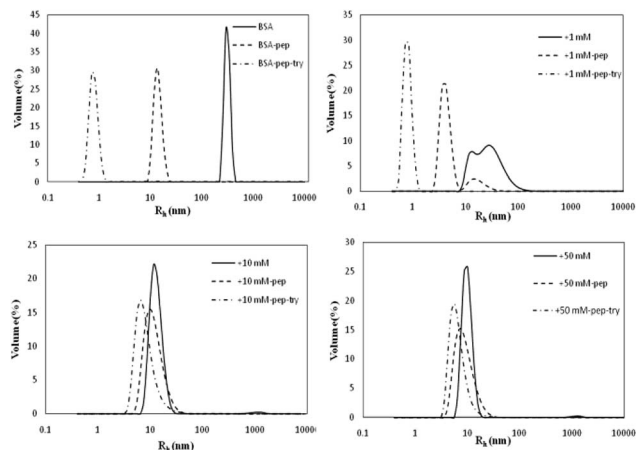 Volume(%)
45
40
35
30
25
20
15
10
5
0
0.1 1 10 100 1000 10000
Rh (nm)
BSA
BSA-pep
BSA-pep-try
Volume(%)
35
30
25
20
15
10
5
0
0.1 1 10 100 1000 10000
Rh (nm)
+1 mM
+1 mM-pep
+1 mM-pep-try
Volume(%)
25
20
15
10
5
0
0.1 1 10 100 1000 10000
Rh (nm)
+10 mM
+10 mM-pep
+10 mM-pep-try
Volume(%)
30
25
20
15
10
5
0
0.1 1 10 100 1000 10000
Rh (nm)
+50 mM
+50 mM-pep
+50 mM-pep-try